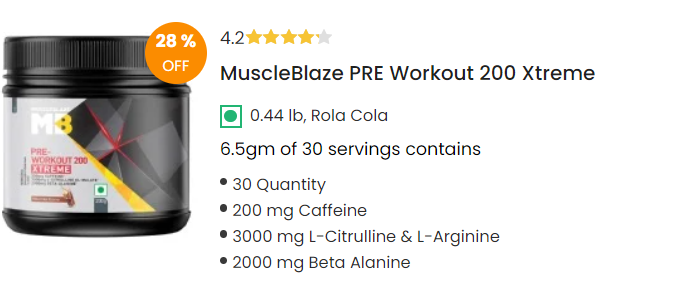 28 %
OFF
4.2
MuscleBlaze PRE Workout 200 Xtreme
0.44 lb, Rola Cola
6.5gm of 30 servings contains
30 Quantity
200 mg Caffeine
3000 mg L-Citrulline & L-Arginine
2000 mg Beta Alanine
MB
PRE-
WORKOUT 200
XTREME